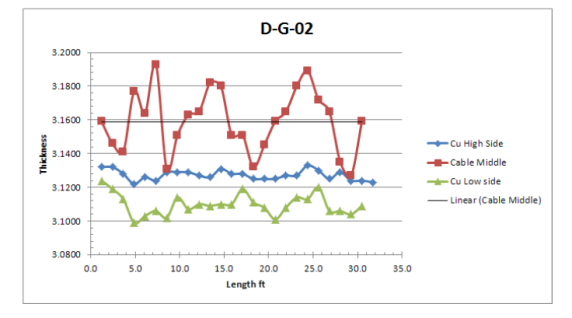 D-G-02
3.2000
3.1800
3.1600
3.1400
3.1200
3.1000
3.0800
Thickness
0.0 5.0 10.0 15.0 20.0 25.0 30.0 35.0
Length ft
Cu High Side
Cable Middle
Cu Low side
Linear (Cable Middle)